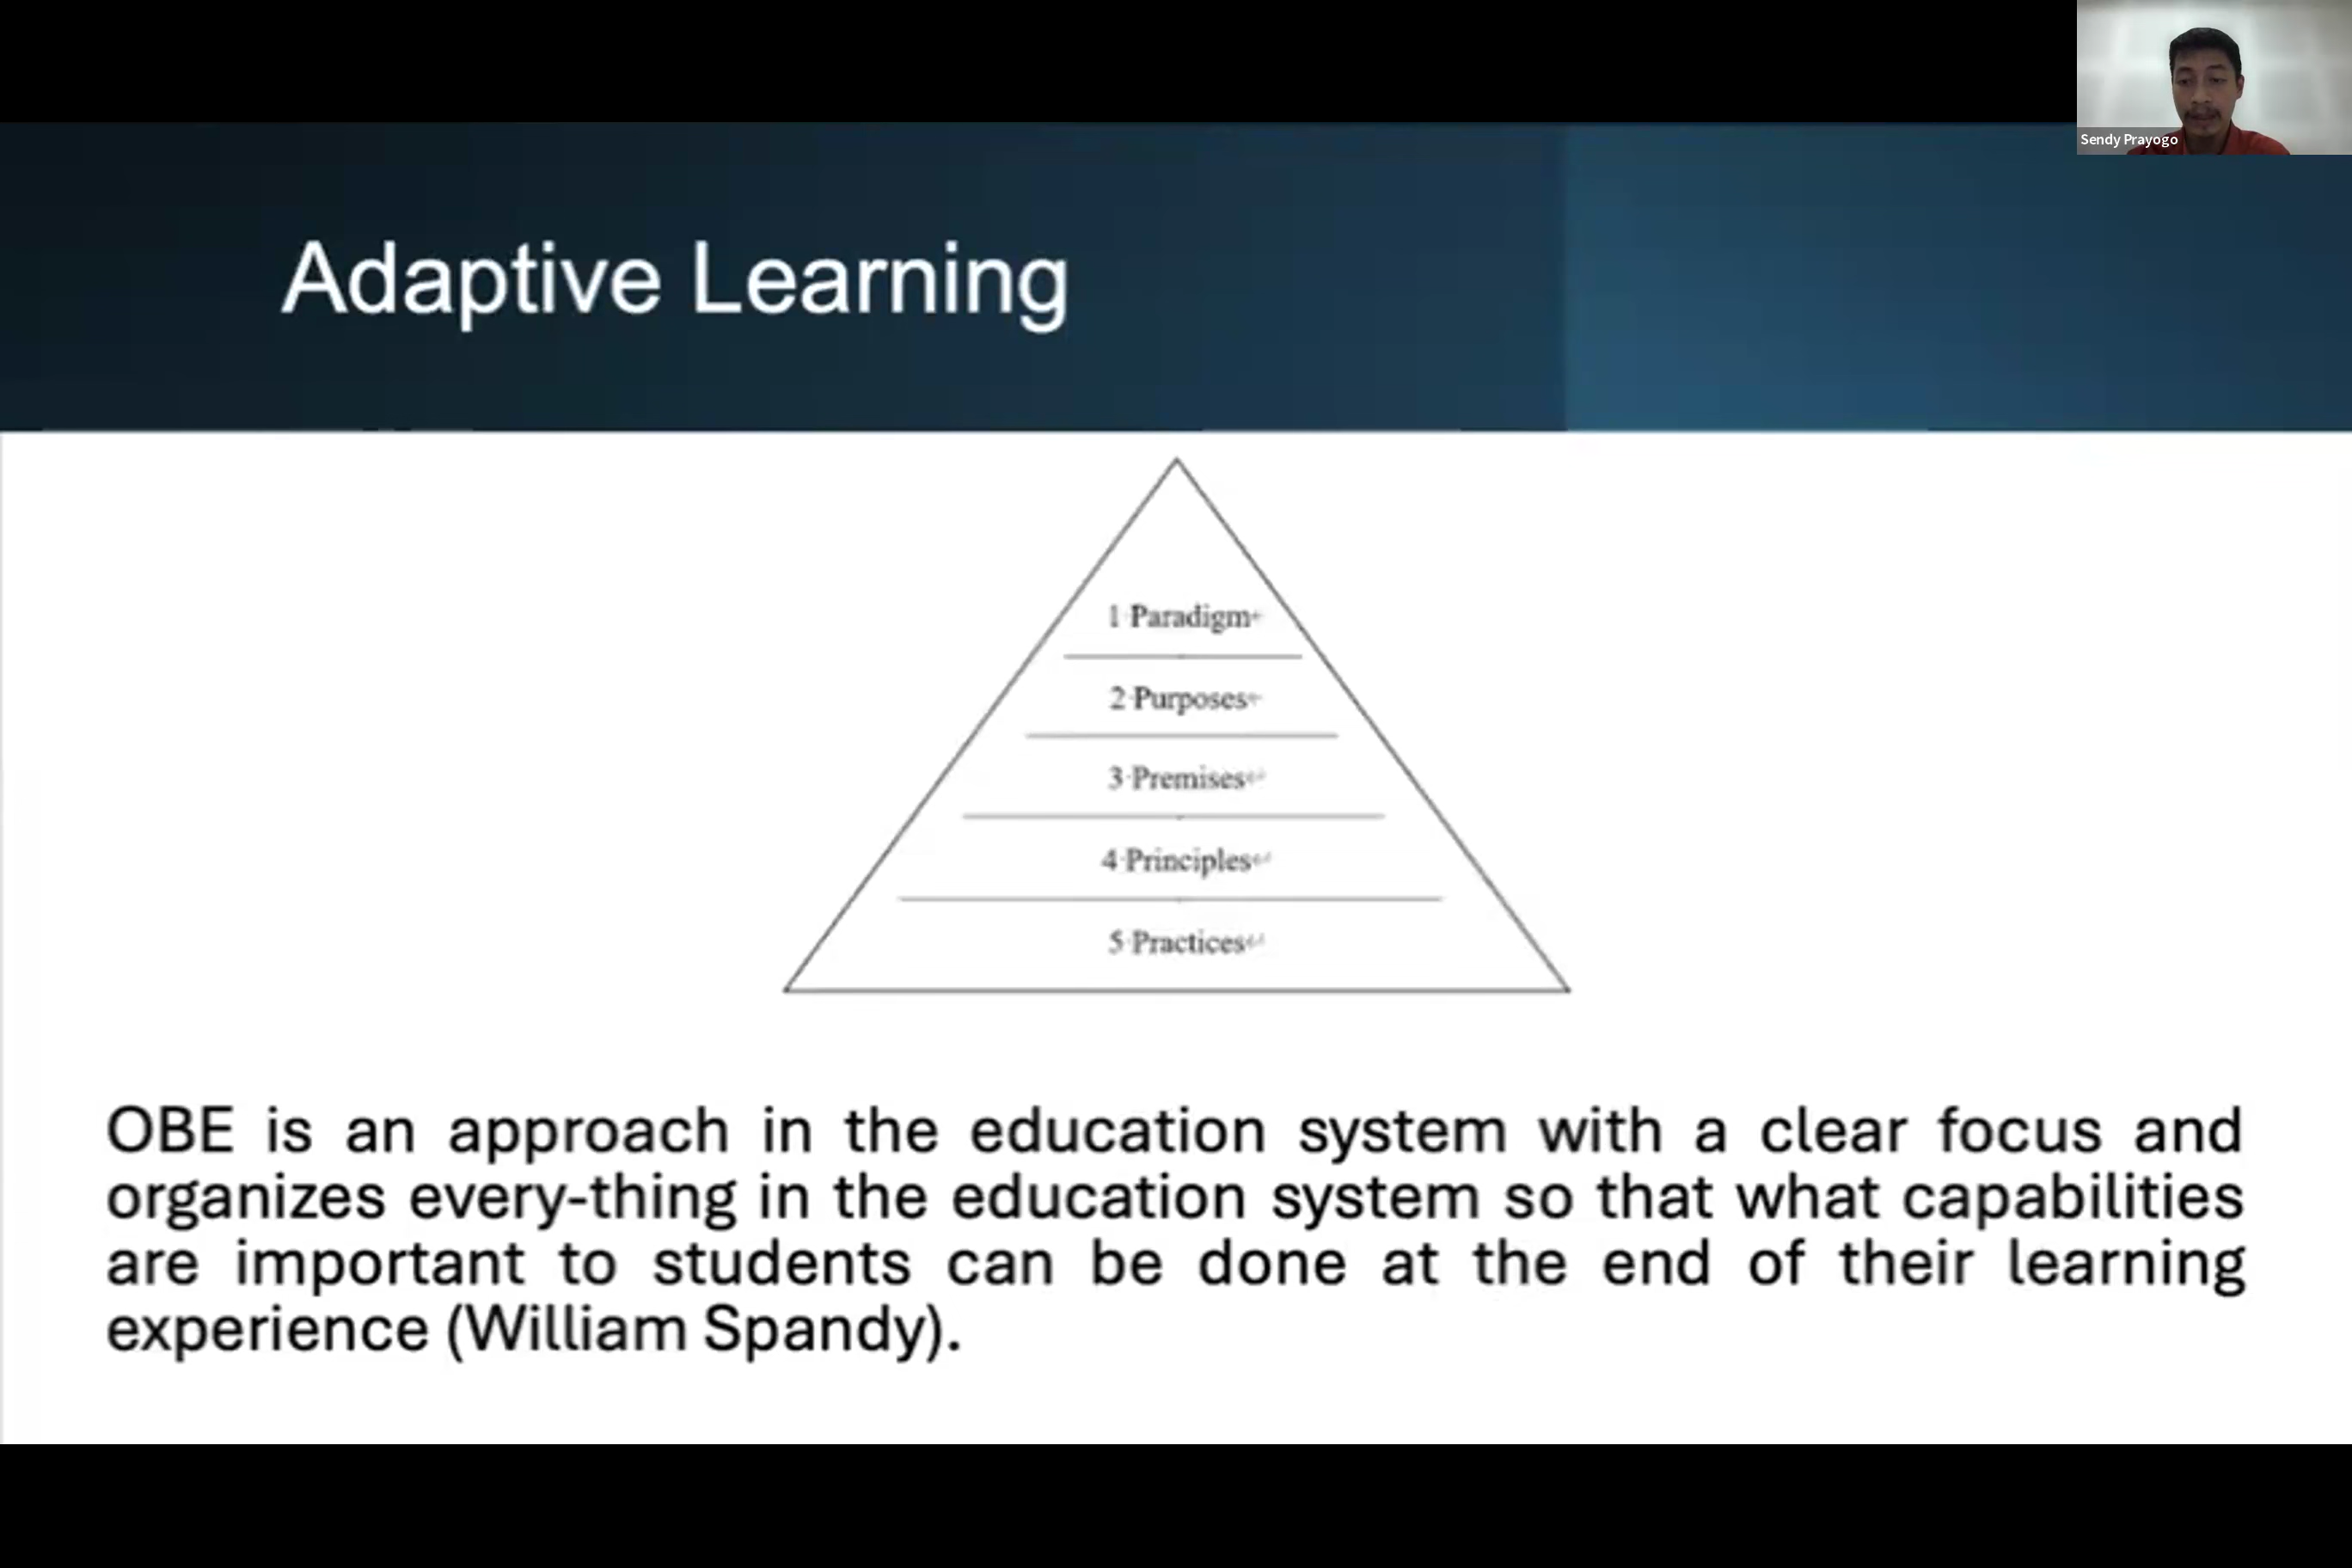 Sendy Prayogo
Adaptive Learning
1 Paradigm
2 Purposes
3 Premises
4 Principles
5 Practices
OBE is an approach in the education system with a clear focus and
organizes every-thing in the education system so that what capabilities
are important to students can be done at the end of their learning
experience (William Spandy).